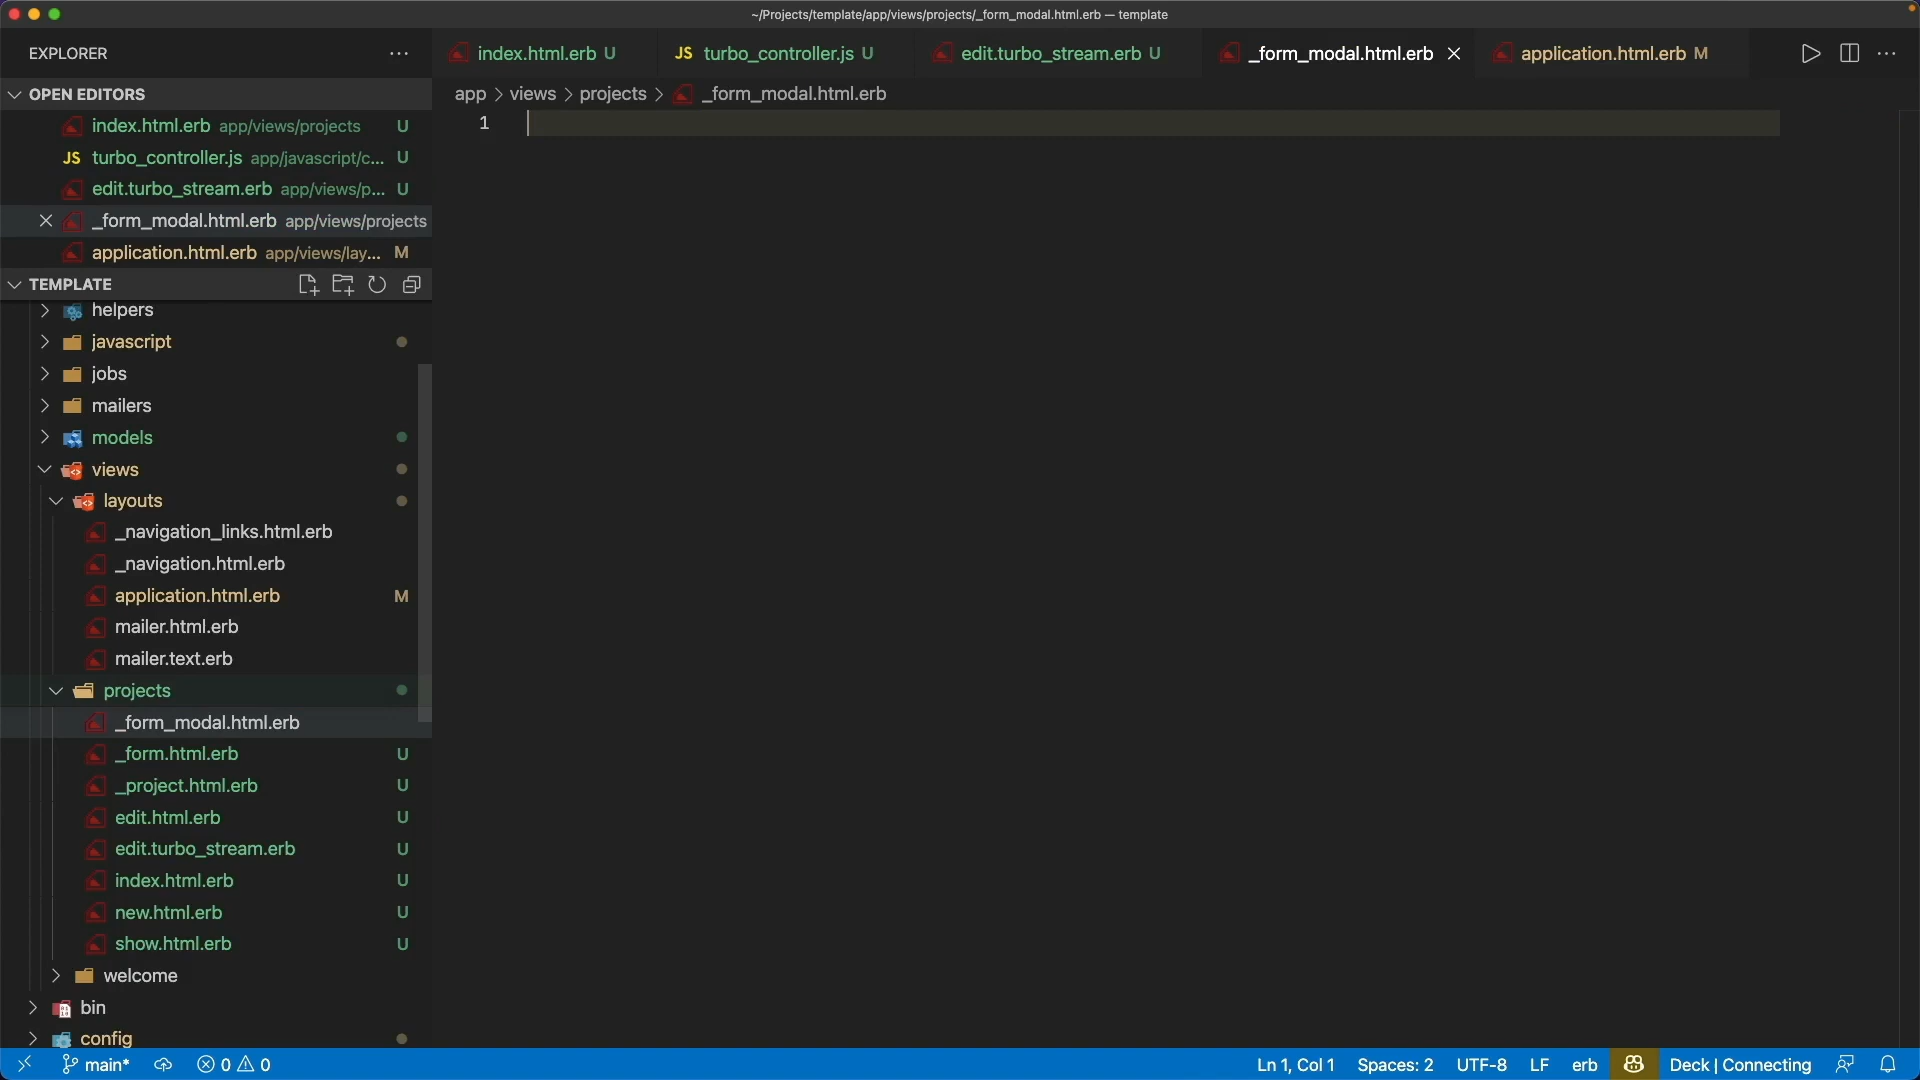 ~/Projects/template/app/views/projects/_form_modal.html.erb — template
EXPLORER
index.html.erb U
JS turbo_controller.js U
edit.turbo_stream.erb U
_form_modal.html.erb
application.html.erb M
OPEN EDITORS
app > views > projects > _form_modal.html.erb
index.html.erb app/views/projects U
JS turbo_controller.js app/javascript/c... U
edit.turbo_stream.erb app/views/p... U
_form_modal.html.erb app/views/projects
application.html.erb app/views/lay... M
1
TEMPLATE
helpers
javascript
jobs
mailers
models
views
layouts
_navigation_links.html.erb
_navigation.html.erb
application.html.erb M
mailer.html.erb
mailer.text.erb
projects
_form_modal.html.erb
_form.html.erb U
_project.html.erb U
edit.html.erb U
edit.turbo_stream.erb U
index.html.erb U
new.html.erb U
show.html.erb U
welcome
bin
config
main* 0 0 Ln 1, Col 1 Spaces: 2 UTF-8 LF erb Deck | Connecting